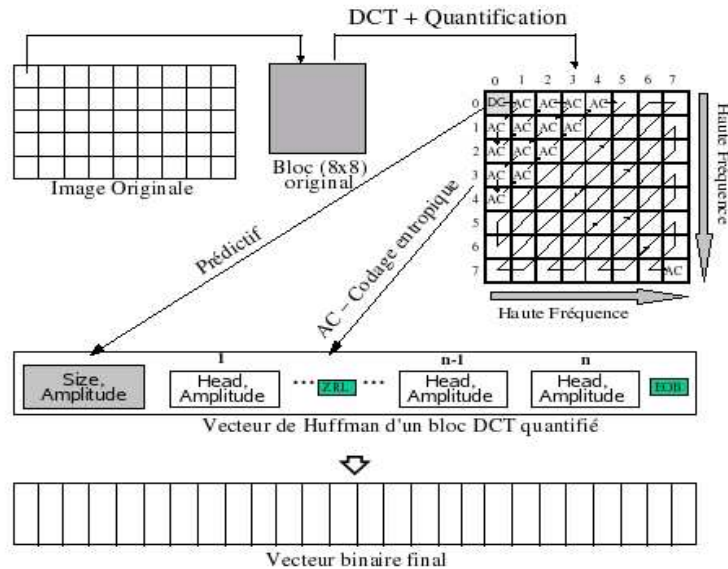 DCT + Quantification
0 1 2 3 4 5 6 7
0 DC AC AC AC AC
1 AC AC AC AC
2 AC AC AC
3 AC AC
4 AC
5
6
7 AC
Haute Fréquence
Haute Fréquence
Image Originale
Bloc (8x8)
original
Prédictif
AC – Codage entropique
1 n-1 n
Size,
Amplitude
Head,
Amplitude
... ZRL ...
Head,
Amplitude
Head,
Amplitude
EOB
Vecteur de Huffman d'un bloc DCT quantifié
Vecteur binaire final